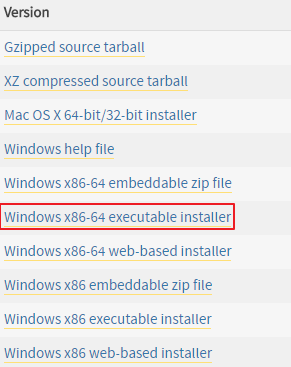 Version
Gzipped source tarball
XZ compressed source tarball
Mac OS X 64-bit/32-bit installer
Windows help file
Windows x86-64 embeddable zip file
Windows x86-64 executable installer
Windows x86-64 web-based installer
Windows x86 embeddable zip file
Windows x86 executable installer
Windows x86 web-based installer